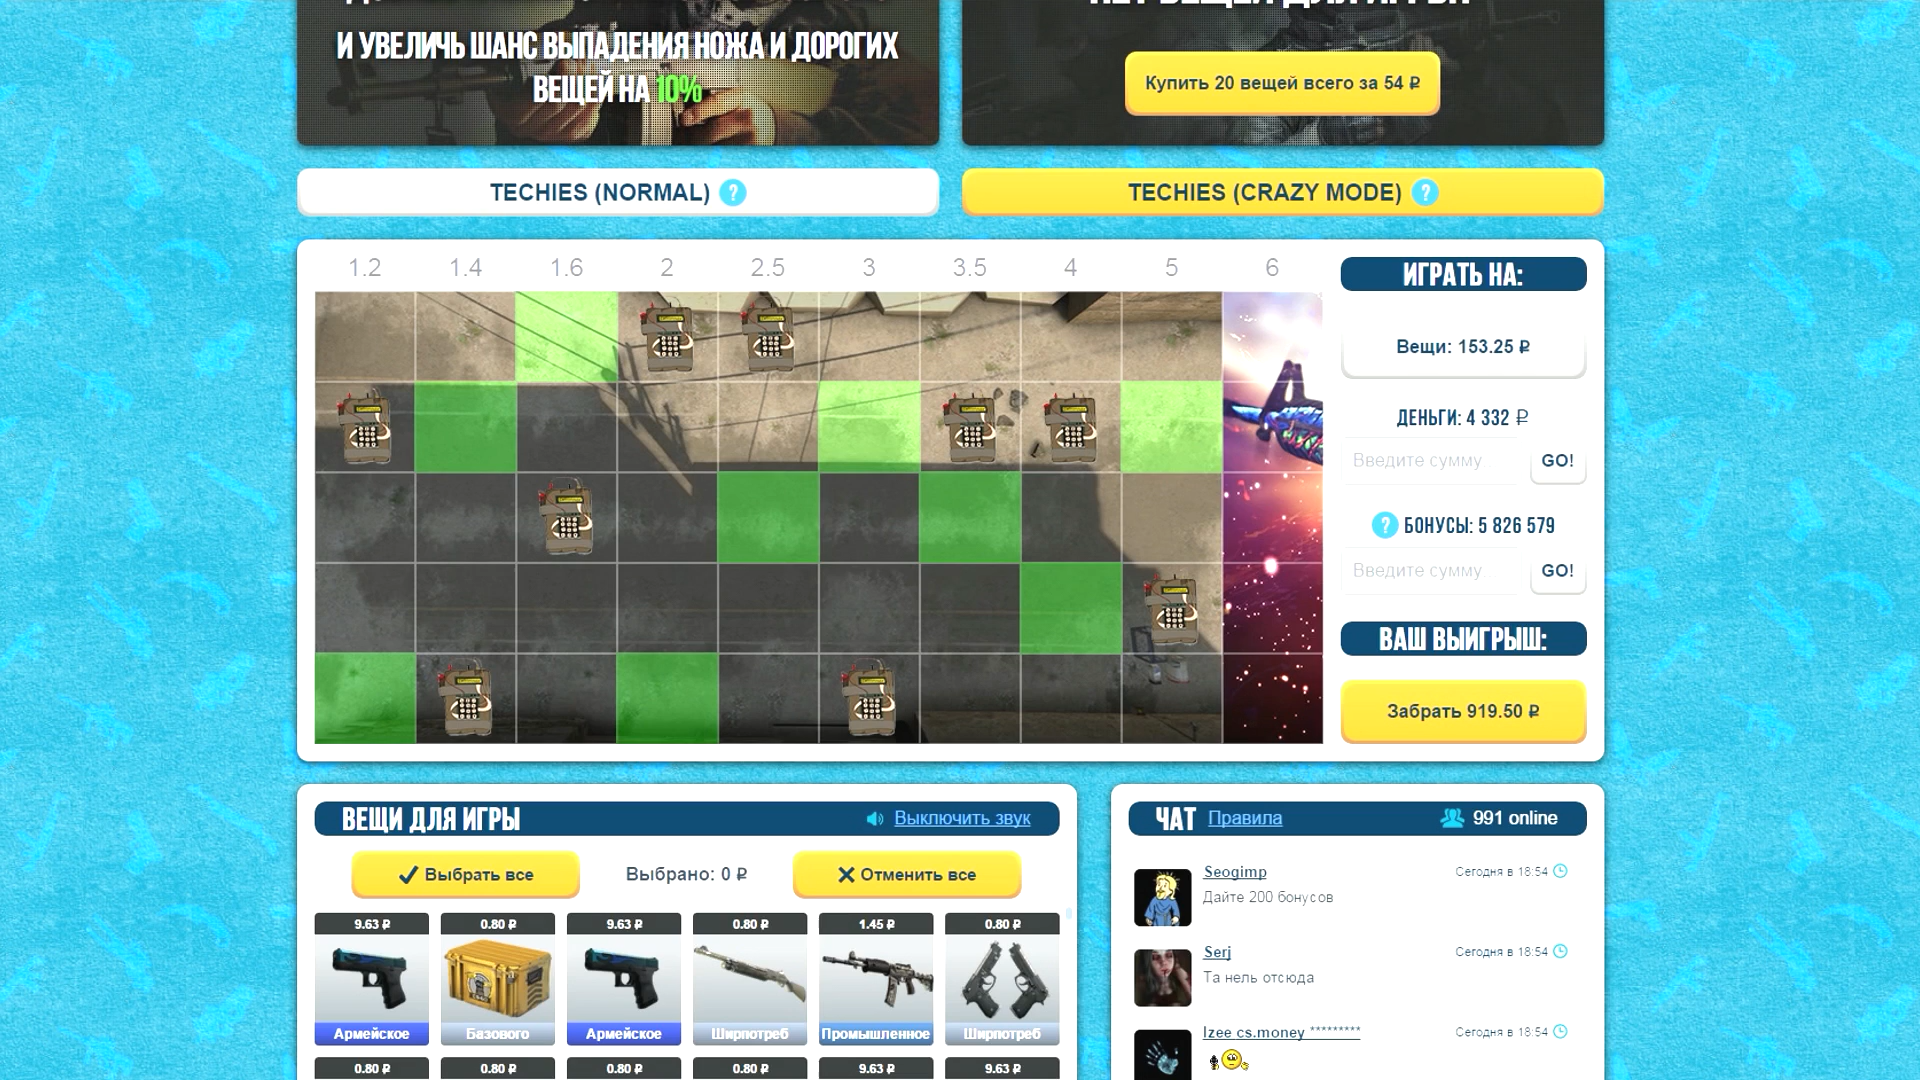 И УВЕЛИЧЬ ШАНС ВЫПАДЕНИЯ НОЖА И ДОРОГИХ
ВЕЩЕЙ НА 10%
НЕТ ВЕЩЕЙ ДЛЯ ИГРЫ?
Купить 20 вещей всего за 54 ₽
TECHIES (NORMAL) ?
TECHIES (CRAZY MODE) ?
1.2 1.4 1.6 2 2.5 3 3.5 4 5 6
ИГРАТЬ НА:
Вещи: 153.25 ₽
ДЕНЬГИ: 4 332 ₽
Введите сумму GO!
? БОНУСЫ: 5 826 579
Введите сумму GO!
ВАШ ВЫИГРЫШ:
Забрать 919.50 ₽
ВЕЩИ ДЛЯ ИГРЫ Выключить звук
Выбрать все Выбрано: 0 ₽ Отменить все
9.63 ₽ 0.80 ₽ 9.63 ₽ 0.80 ₽ 1.45 ₽ 0.80 ₽
Армейское Базового Армейское Ширпотреб Промышленное Ширпотреб
0.80 ₽ 0.80 ₽ 0.80 ₽ 0.80 ₽ 9.63 ₽ 9.63 ₽
ЧАТ Правила 991 online
Seogimp Сегодня в 18:54
Дайте 200 бонусов
Serj Сегодня в 18:54
Та нель отсюда
Izee cs.money ********* Сегодня в 18:54